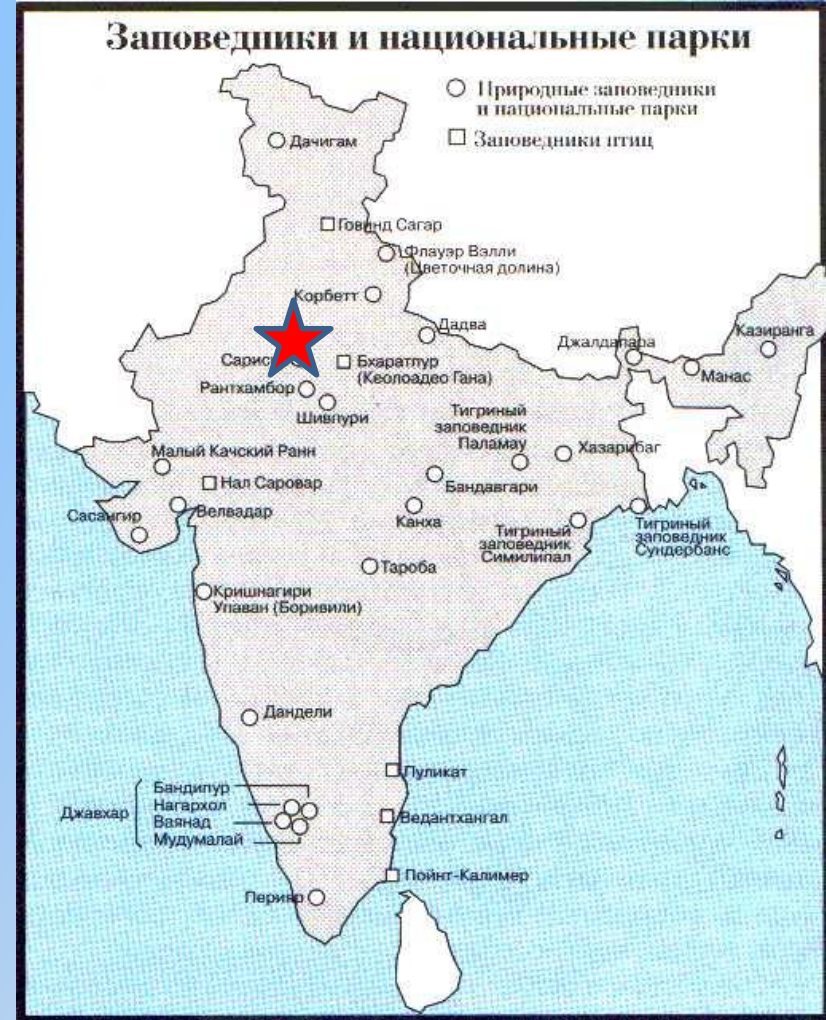 Заповедники и национальные парки
Природные заповедники
и национальные парки
Заповедники птиц
Дачигам
Говинд Сагар
Флауэр Вэлли
(Цветочная долина)
Корбетт
Дадва
Джалдапара
Казиранга
Манас
Бхаратпур
(Кеолоадео Гана)
Рантхамбор
Шивпури
Тигриный
заповедник
Паламау
Хазарибаг
Малый Качский Ранн
Нал Саровар
Бандавгари
Сасангир
Велвадар
Канха
Тигриный
заповедник
Симилипал
Тигриный
заповедник
Сундербанс
Тароба
Кришнагири
Упаван (Боривили)
Дандели
Пуликат
Джавхар
Бандипур
Нагархол
Ваянад
Мудумалай
Ведантхангал
Пойнт-Калимер
Перияр